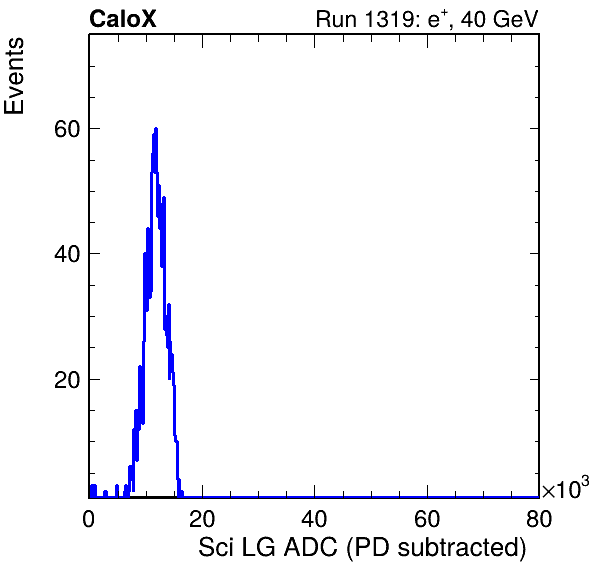 CaloX Run 1319: e⁺, 40 GeV
Events
60
40
20
0 20 40 60 80
×10³
Sci LG ADC (PD subtracted)